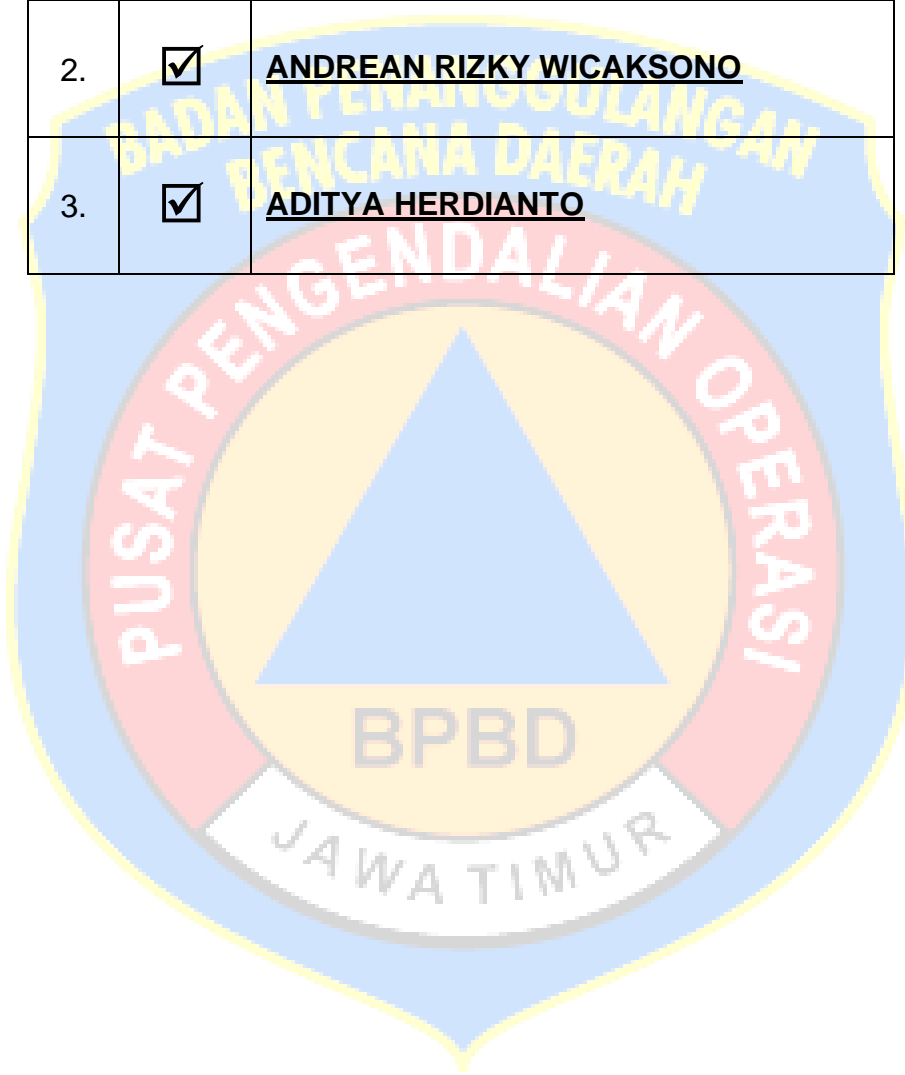 2. ☑ ANDREAN RIZKY WICAKSONO
3. ☑ ADITYA HERDIANTO
BADAN PENANGGULANGAN
BENCANA DAERAH
PUSAT PENGENDALIAN OPERASI
BPBD
JAWA TIMUR